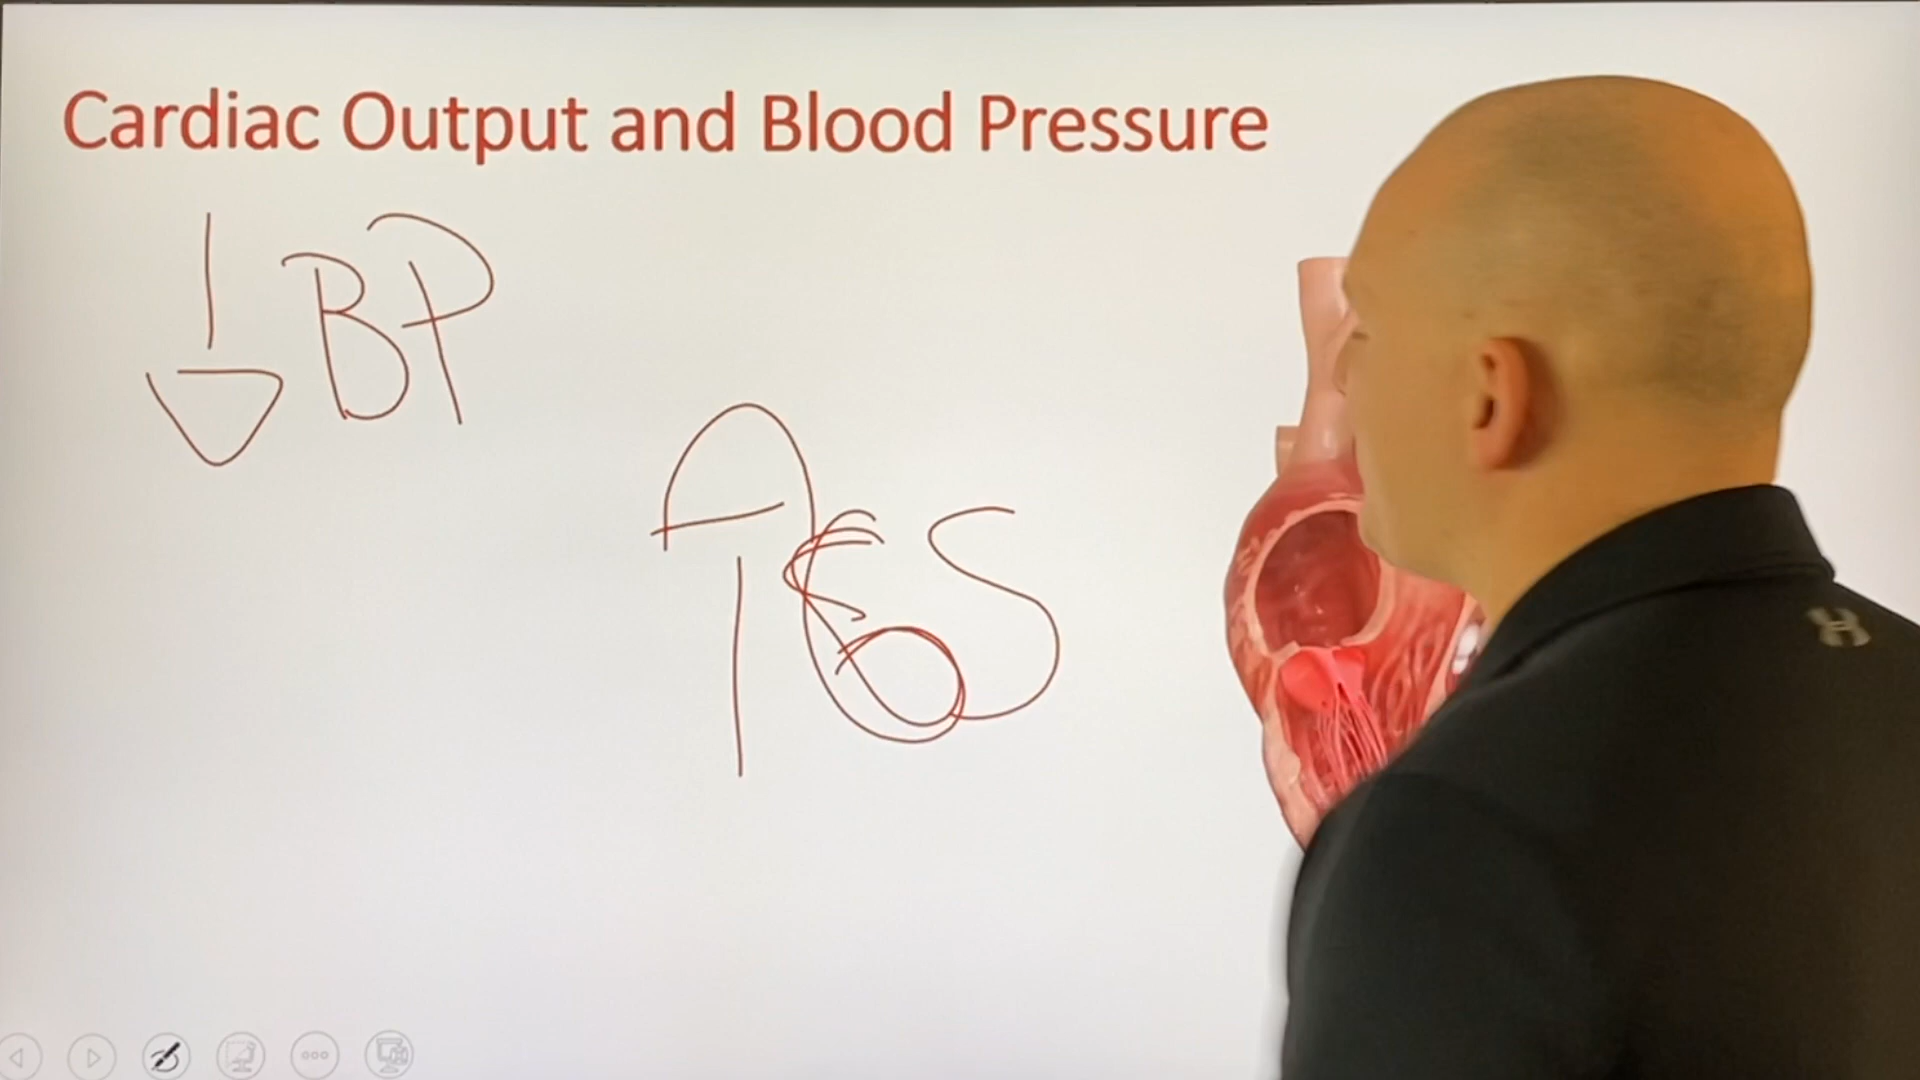 Cardiac Output and Blood Pressure
↓ BP